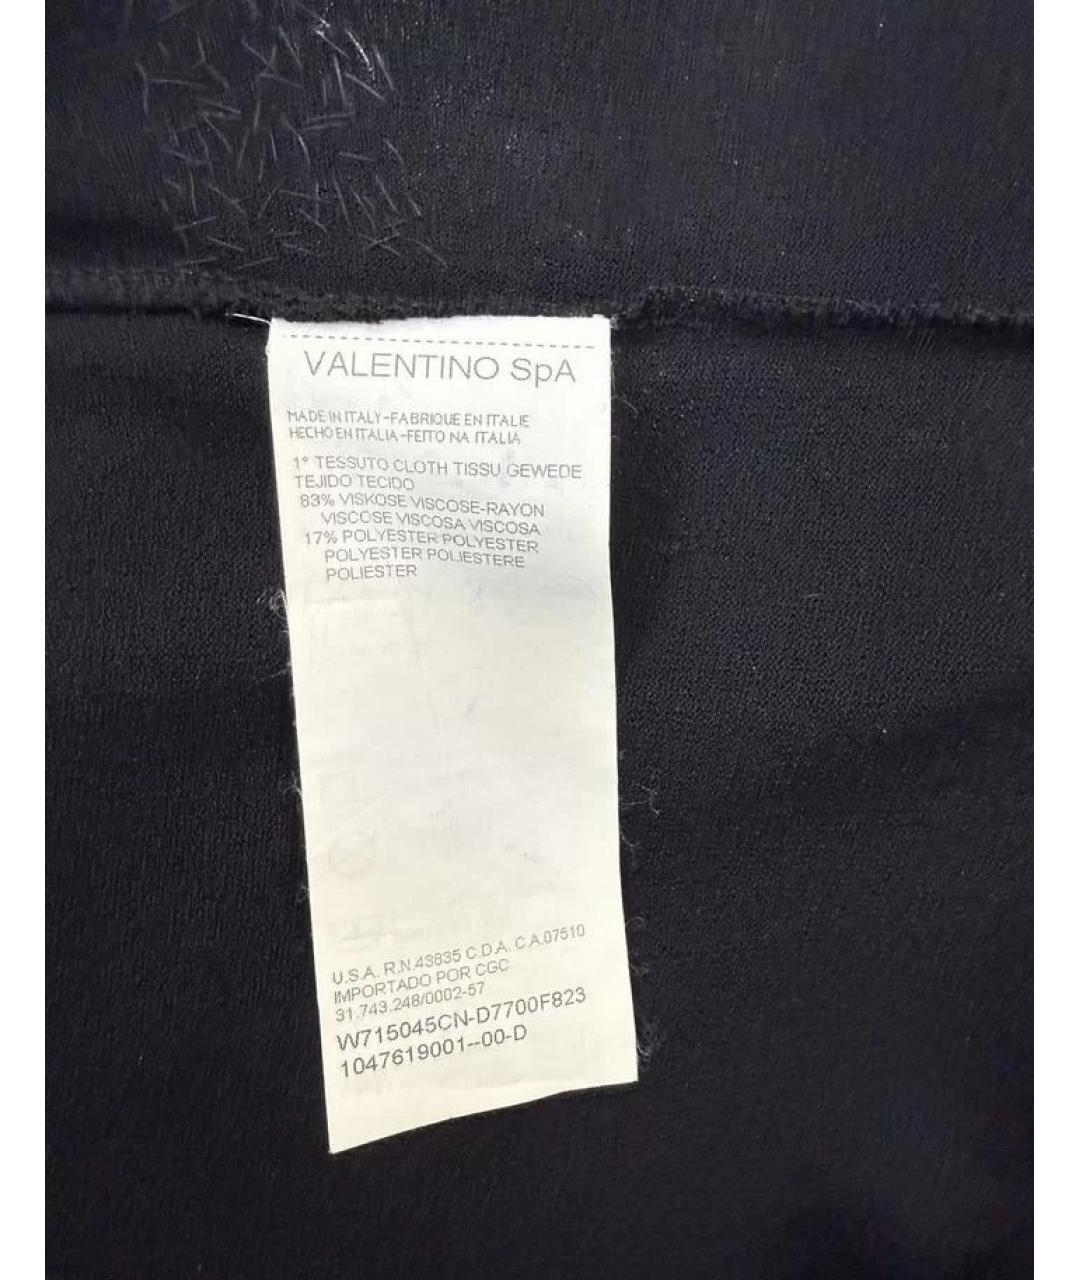 VALENTINO SpA
MADE IN ITALY-FABRIQUE EN ITALIE
HECHO EN ITALIA-FEITO NA ITALIA
1° TESSUTO CLOTH TISSU GEWEDE
TEJIDO TECIDO
83% VISKOSE VISCOSE-RAYON
VISCOSE VISCOSA VISCOSA
17% POLYESTER POLYESTER
POLYESTER POLIESTERE
POLIESTER
U.S.A. R.N.43835 C.D.A. C.A.07510
IMPORTADO POR CGC
31.743.248/0002-57
W715045CN-D7700F823
1047619001--00-D